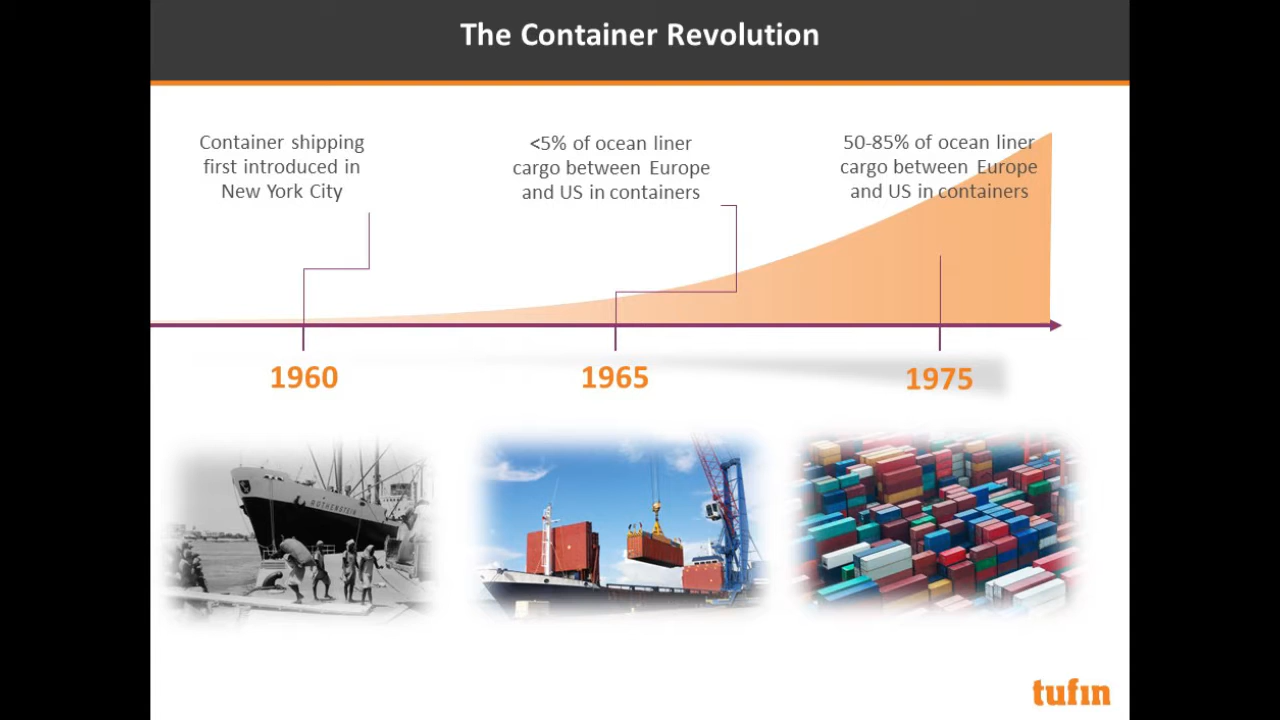 The Container Revolution
Container shipping
first introduced in
New York City
<5% of ocean liner
cargo between Europe
and US in containers
50-85% of ocean liner
cargo between Europe
and US in containers
1960
1965
1975
ROTHENSTEIN
tufin